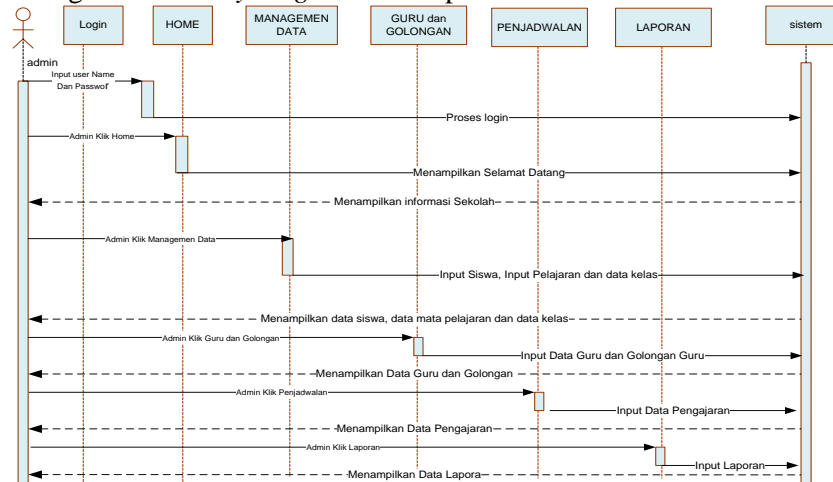 Login
HOME
MANAGEMEN
DATA
GURU dan
GOLONGAN
PENJADWALAN
LAPORAN
sistem
admin
Input user Name
Dan Passwor
Proses login
Admin Klik Home
Menampilkan Selamat Datang
Menampilkan informasi Sekolah
Admin Klik Managemen Data
Input Siswa, Input Pelajaran dan data kelas
Menampilkan data siswa, data mata pelajaran dan data kelas
Admin Klik Guru dan Golongan
Input Data Guru dan Golongan Guru
Menampilkan Data Guru dan Golongan
Admin Klik Penjadwalan
Input Data Pengajaran
Menampilkan Data Pengajaran
Admin Klik Laporan
Input Laporan
Menampilkan Data Lapora